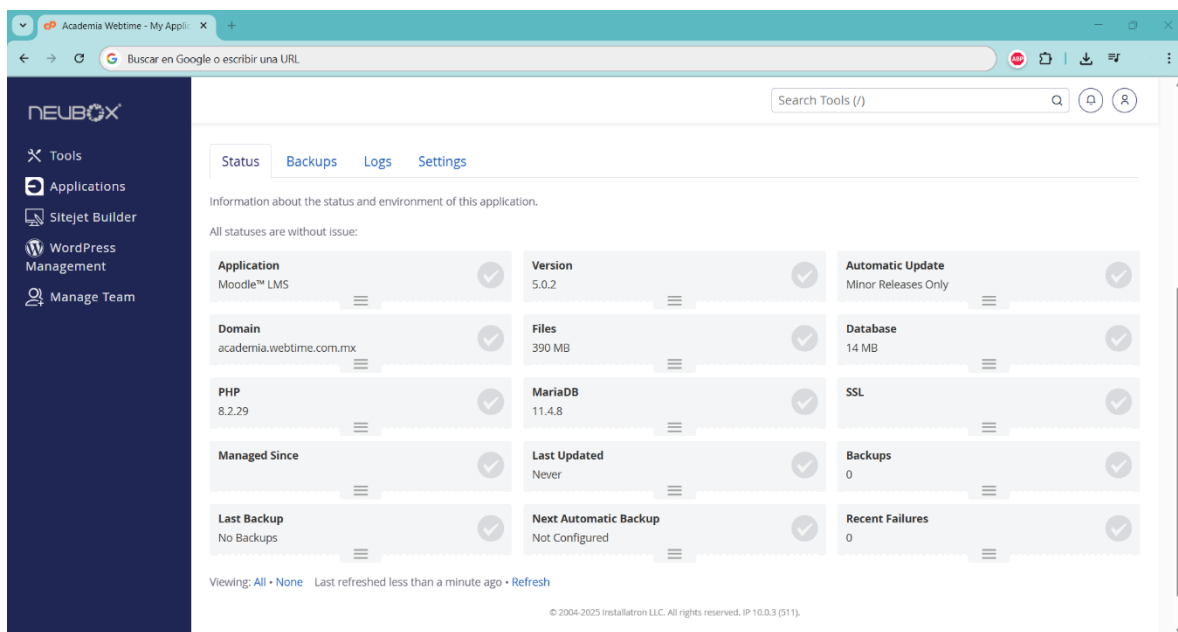 Academia Webtime - My Applic
Buscar en Google o escribir una URL
ABP
NEUBOX
Search Tools (/)
Tools
Applications
Sitejet Builder
WordPress
Management
Manage Team
Status Backups Logs Settings
Information about the status and environment of this application.
All statuses are without issue:
Application
Moodle™ LMS
Version
5.0.2
Automatic Update
Minor Releases Only
Domain
academia.webtime.com.mx
Files
390 MB
Database
14 MB
PHP
8.2.29
MariaDB
11.4.8
SSL
Managed Since
Last Updated
Never
Backups
0
Last Backup
No Backups
Next Automatic Backup
Not Configured
Recent Failures
0
Viewing: All • None Last refreshed less than a minute ago • Refresh
© 2004-2025 Installatron LLC. All rights reserved. IP 10.0.3 (511).